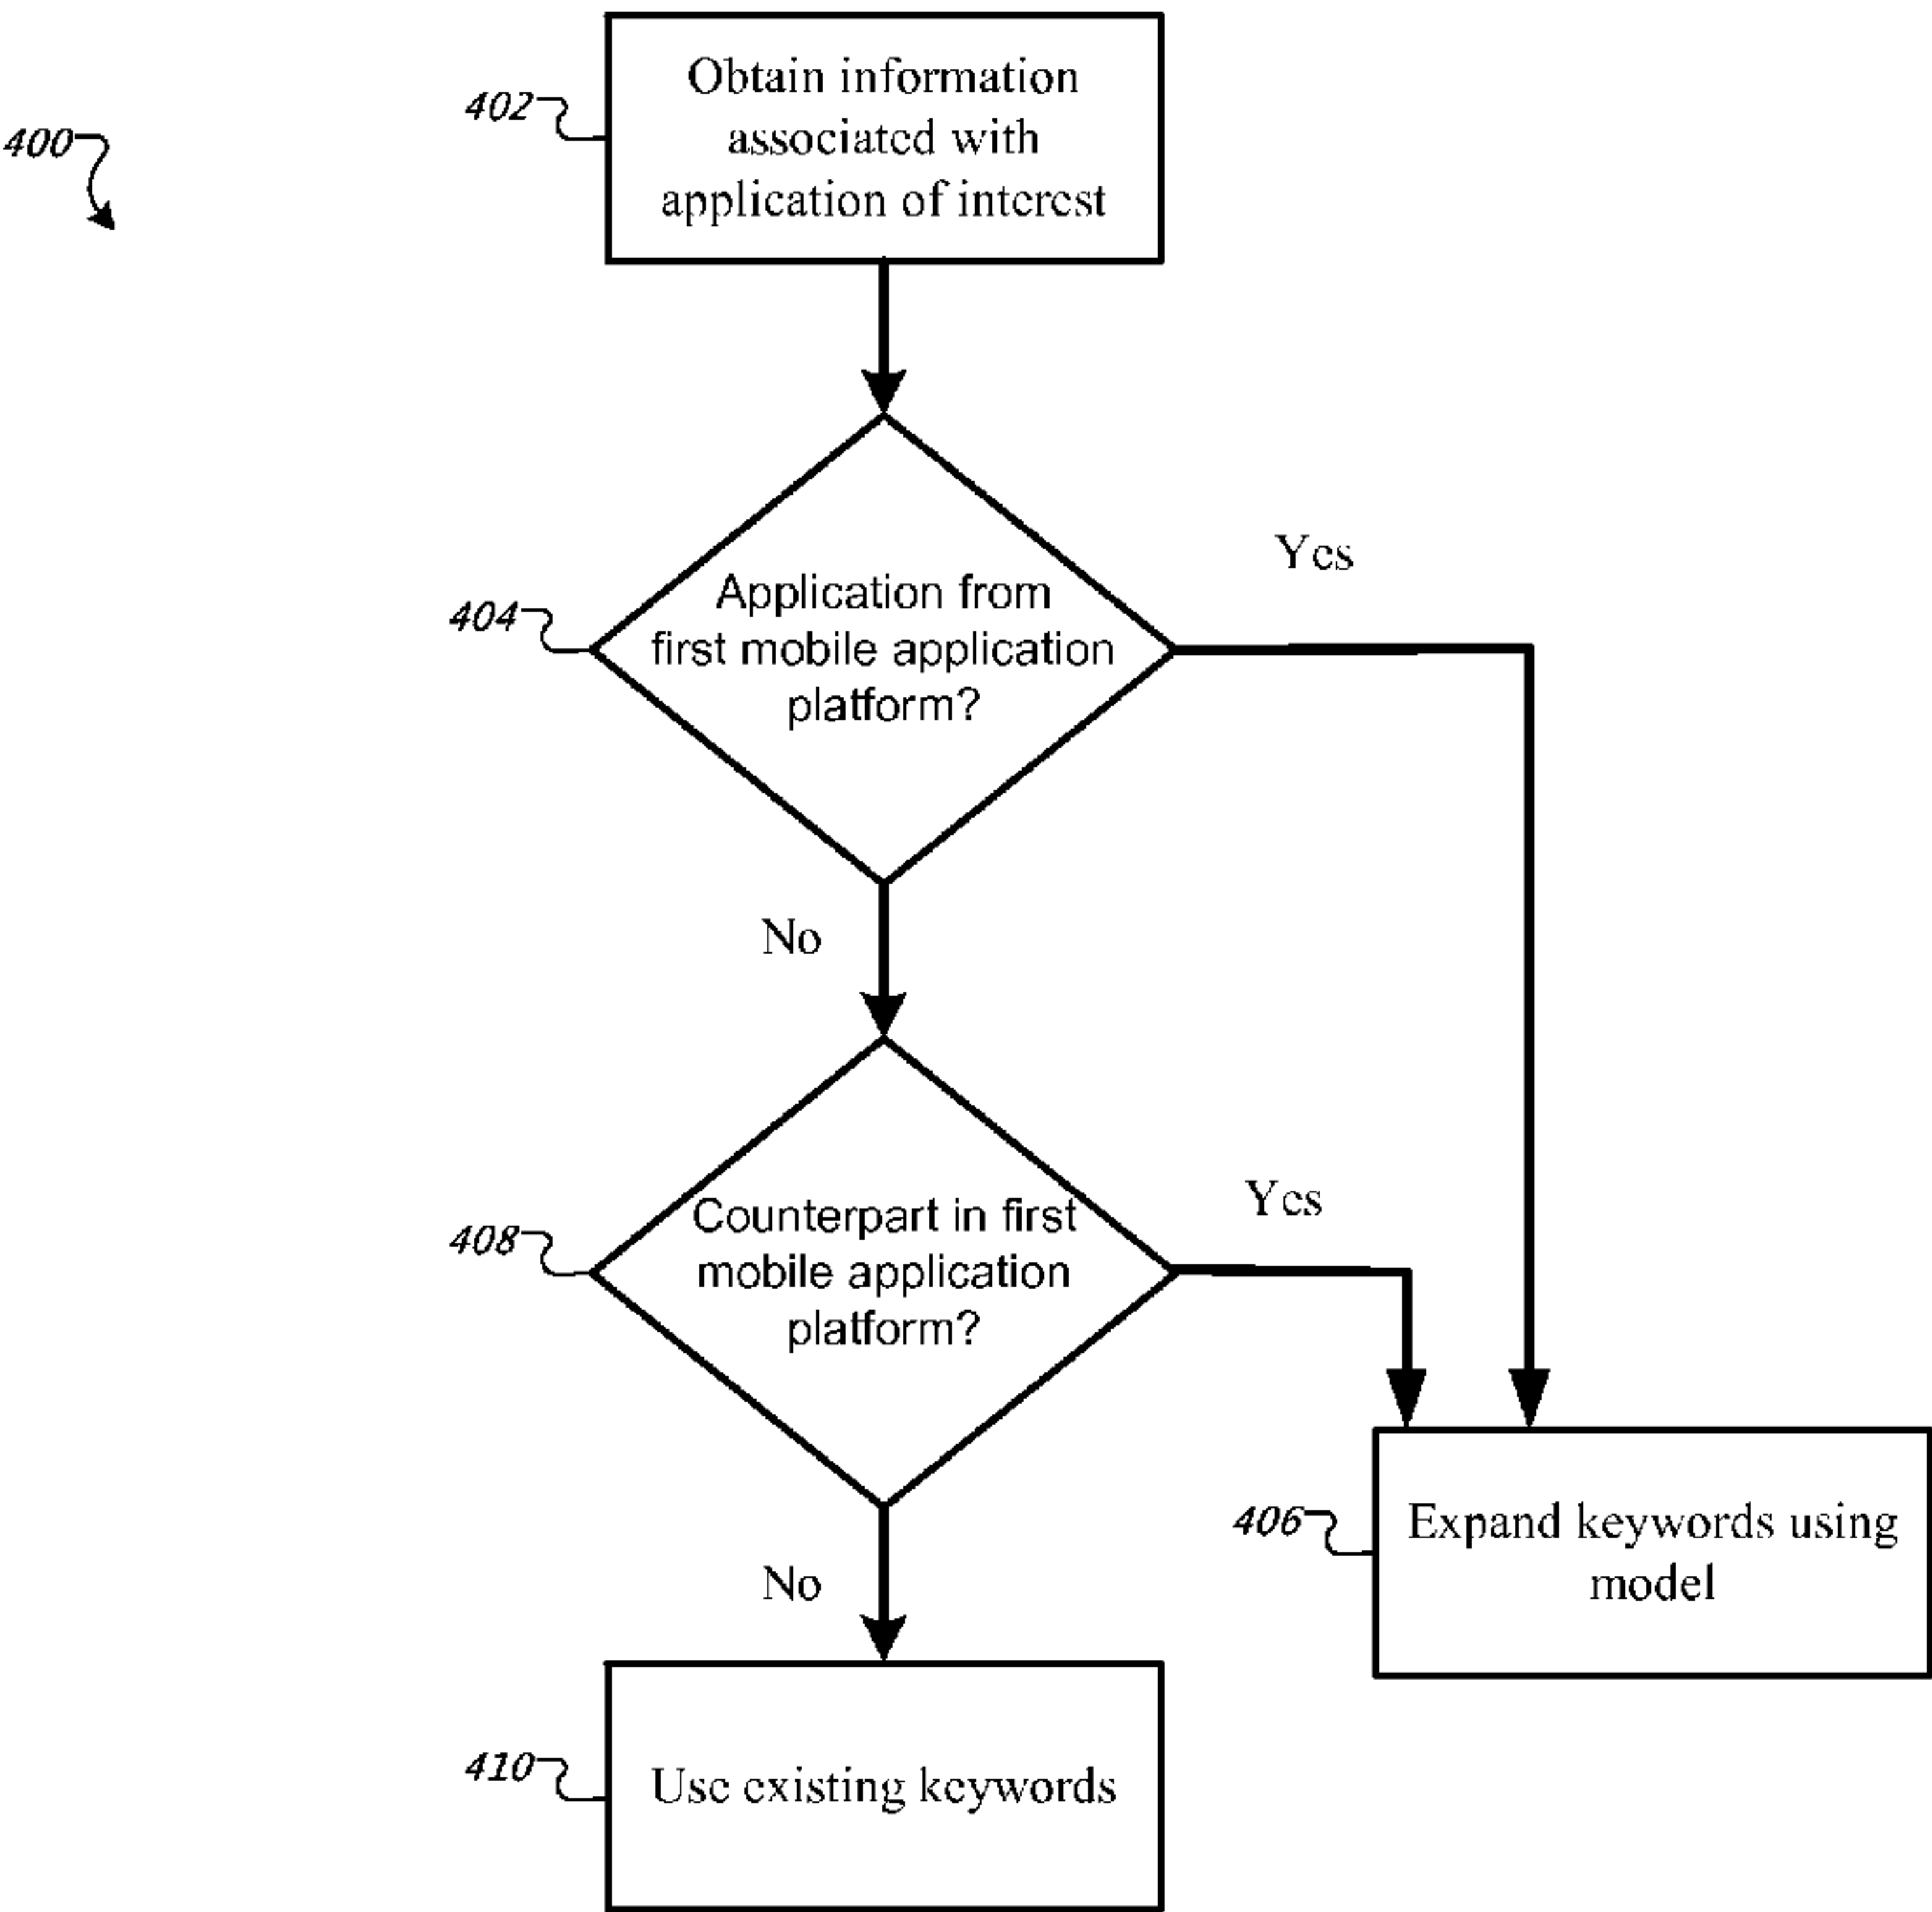 402
Obtain information
associated with
application of interest
400
404
Application from
first mobile application
platform?
Yes
No
408
Counterpart in first
mobile application
platform?
Yes
No
406
Expand keywords using
model
410
Use existing keywords